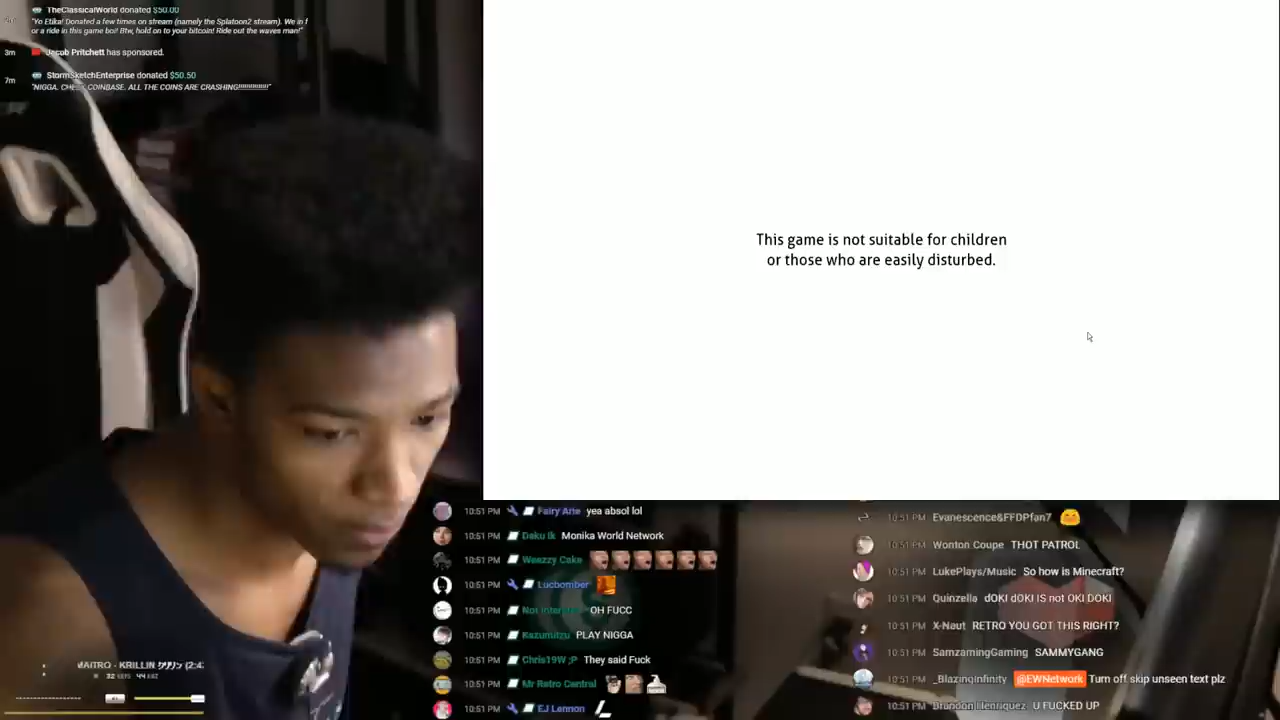 TheClassicalWorld donated $50.00
"Yo Etika! Donated a few times on stream (namely the Splatoon2 stream). We in f
or a ride in this game boi! Btw, hold on to your bitcoin! Ride out the waves man!"
3m Jacob Pritchett has sponsored.
StormSketchEnterprise donated $50.50
7m
"NIGGA. CHECK COINBASE. ALL THE COINS ARE CRASHING!!!!!!!!!!!!!!!"
This game is not suitable for children
or those who are easily disturbed.
10:51 PM Fairy Arie yea absol lol
10:51 PM Daku Ik Monika World Network
10:51 PM Weezzy Cake
10:51 PM Lucbomber
10:51 PM Not OH FUCC
10:51 PM Kazumitzu PLAY NIGGA
10:51 PM Chris19W ;P They said Fuck
10:51 PM Mr Retro Central
10:51 PM EJ Lennon
10:51 PM Evanescence&FFDPfan7
10:51 PM Wonton Coupe THOT PATROL
10:51 PM LukePlays/Music So how is Minecraft?
10:51 PM Quinzella dOKI dOKI IS not OKI DOKI
10:51 PM X-Naut RETRO YOU GOT THIS RIGHT?
10:51 PM SamzamingGaming SAMMYGANG
10:51 PM _BlazingInfinity @EWNetwork Turn off skip unseen text plz
10:51 PM Brandon Henriquez U FUCKED UP
MAITRO - KRILLIN